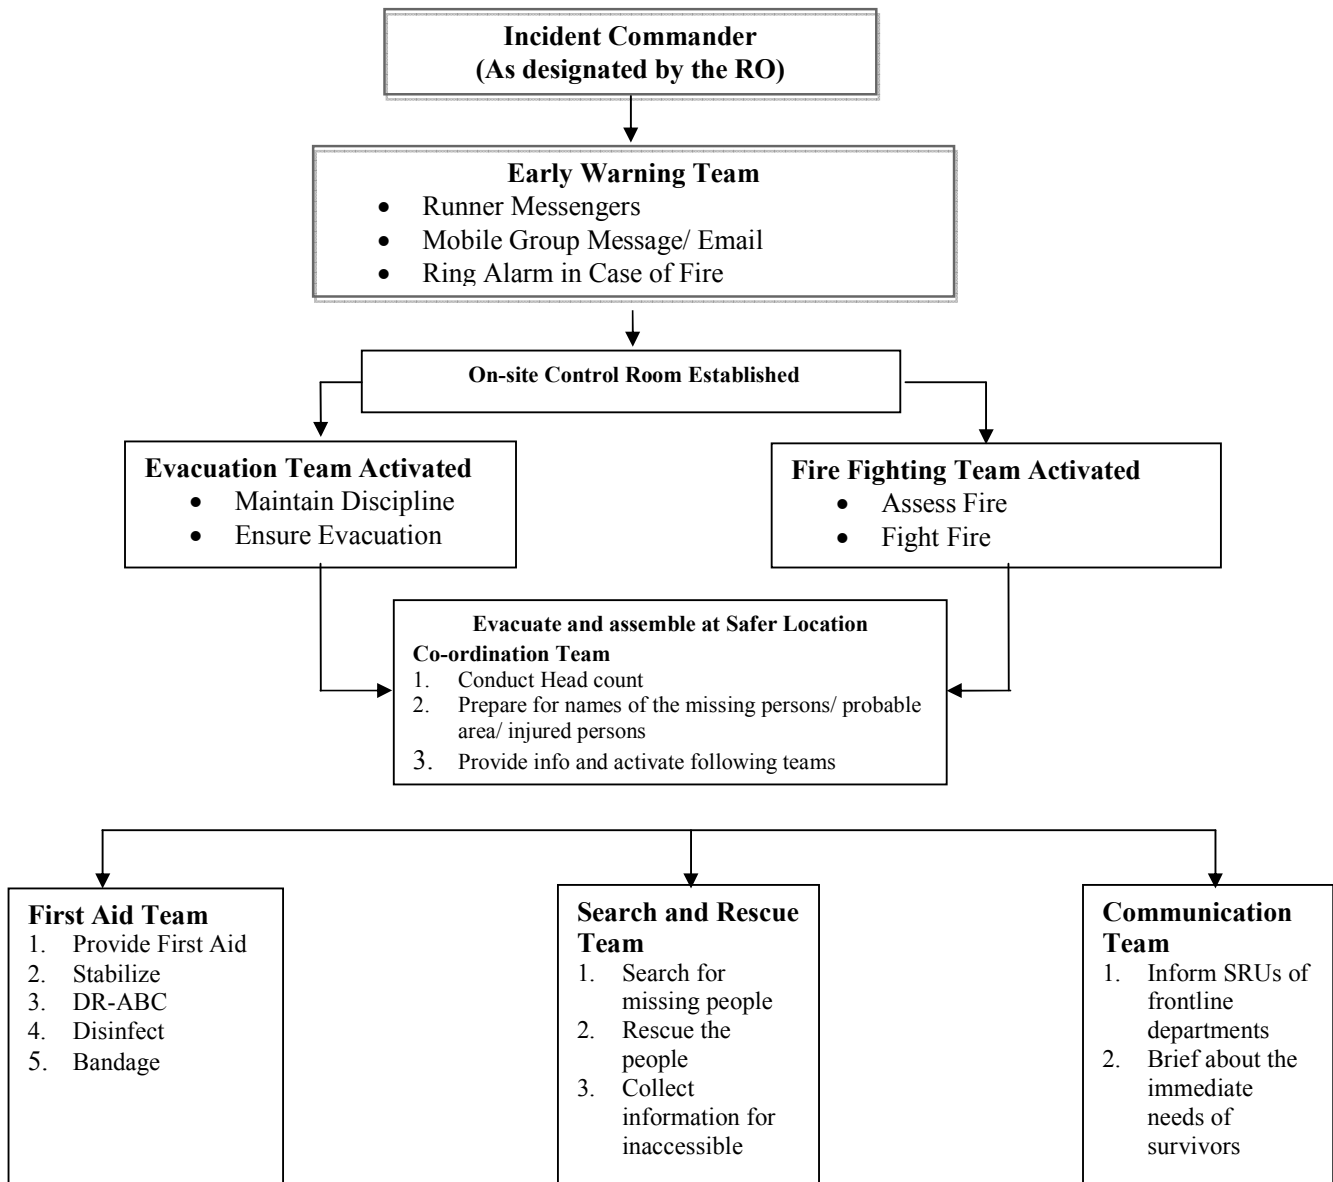 Incident Commander
(As designated by the RO)
Early Warning Team
• Runner Messengers
• Mobile Group Message/ Email
• Ring Alarm in Case of Fire
On-site Control Room Established
Evacuation Team Activated
• Maintain Discipline
• Ensure Evacuation
Fire Fighting Team Activated
• Assess Fire
• Fight Fire
Evacuate and assemble at Safer Location
Co-ordination Team
1. Conduct Head count
2. Prepare for names of the missing persons/ probable
area/ injured persons
3. Provide info and activate following teams
First Aid Team
1. Provide First Aid
2. Stabilize
3. DR-ABC
4. Disinfect
5. Bandage
Search and Rescue
Team
1. Search for
missing people
2. Rescue the
people
3. Collect
information for
inaccessible
Communication
Team
1. Inform SRUs of
frontline
departments
2. Brief about the
immediate
needs of
survivors